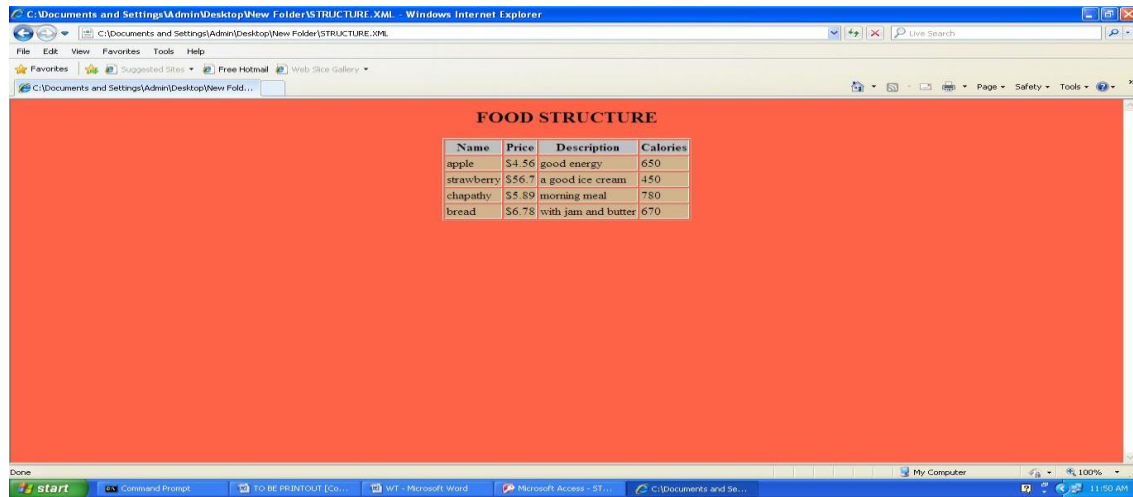 C:\Documents and Settings\Admin\Desktop\New Folder\STRUCTURE.XML - Windows Internet Explorer
C:\Documents and Settings\Admin\Desktop\New Folder\STRUCTURE.XML
Live Search
File Edit View Favorites Tools Help
Favorites Suggested Sites Free Hotmail Web Slice Gallery
C:\Documents and Settings\Admin\Desktop\New Fold...
Page Safety Tools
FOOD STRUCTURE
Name Price Description Calories
apple $4.56 good energy 650
strawberry $56.7 a good ice cream 450
chapathy $5.89 morning meal 780
bread $6.78 with jam and butter 670
Done My Computer 100%
start Command Prompt TO BE PRINTOUT [Co... WT - Microsoft Word Microsoft Access - ST... C:\Documents and Se... 11:50 AM